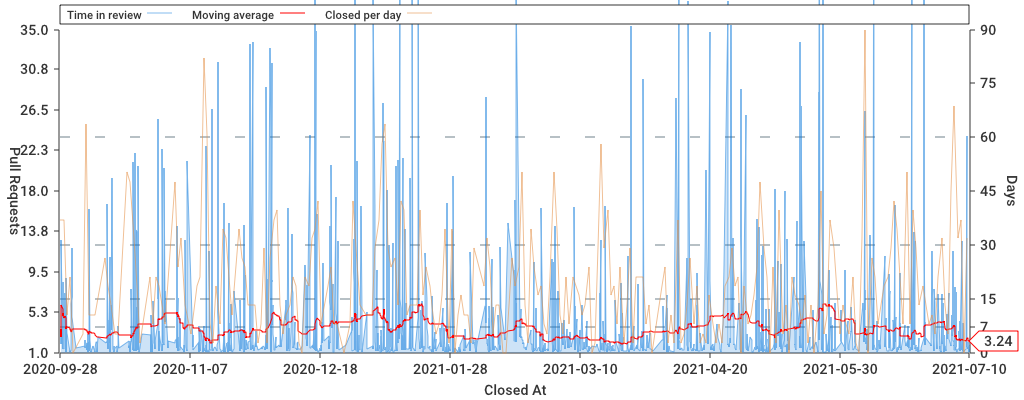 Time in review Moving average Closed per day
35.0 90
30.8 75
26.5
60
22.3
18.0 45
13.8
30
9.5
15
5.3
7
3.24
1.0 0
Pull Requests
Days
2020-09-28 2020-11-07 2020-12-18 2021-01-28 2021-03-10 2021-04-20 2021-05-30 2021-07-10
Closed At